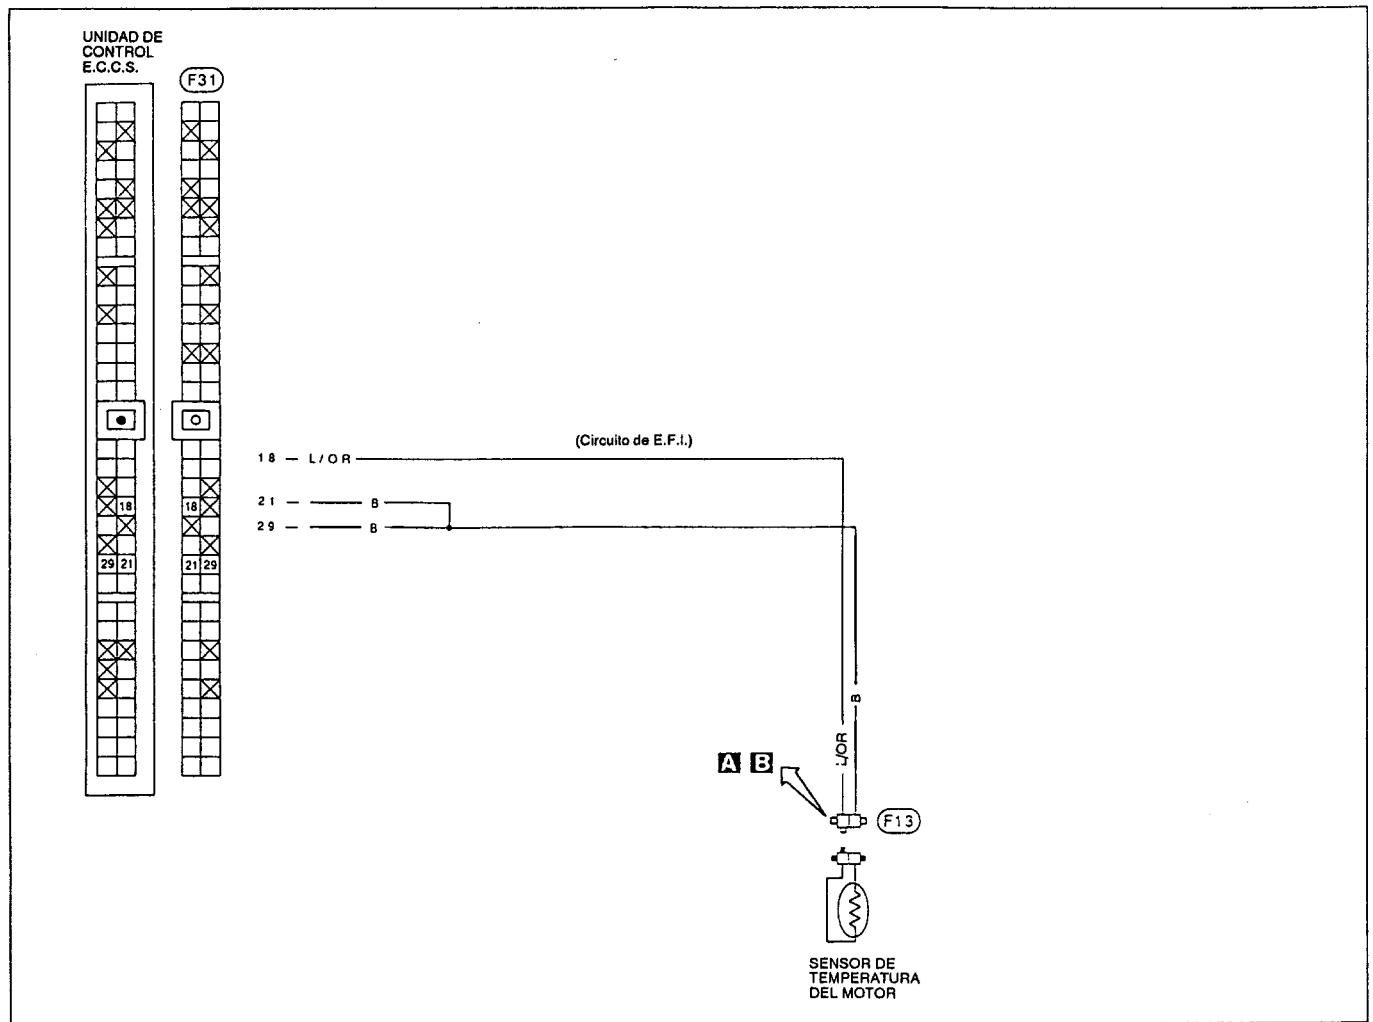 UNIDAD DE
CONTROL
E.C.C.S.
F31
(Circuito de E.F.I.)
18 — L/OR
21 — B
29 — B
18 18
29 21 21 29
B
L/OR
A B
F13
SENSOR DE
TEMPERATURA
DEL MOTOR